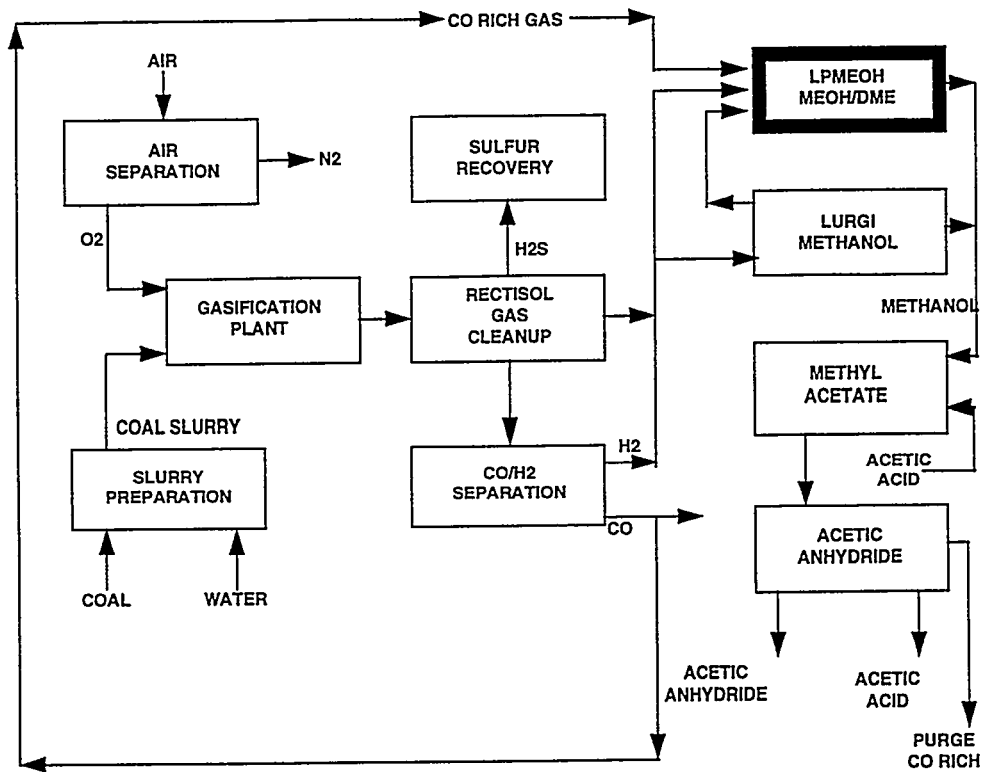 CO RICH GAS
AIR
LPMEOH
MEOH/DME
AIR
SEPARATION
N2
SULFUR
RECOVERY
LURGI
METHANOL
O2
H2S
GASIFICATION
PLANT
RECTISOL
GAS
CLEANUP
METHANOL
METHYL
ACETATE
COAL SLURRY
H2
ACETIC
ACID
SLURRY
PREPARATION
CO/H2
SEPARATION
CO
ACETIC
ANHYDRIDE
COAL
WATER
ACETIC
ANHYDRIDE
ACETIC
ACID
PURGE
CO RICH